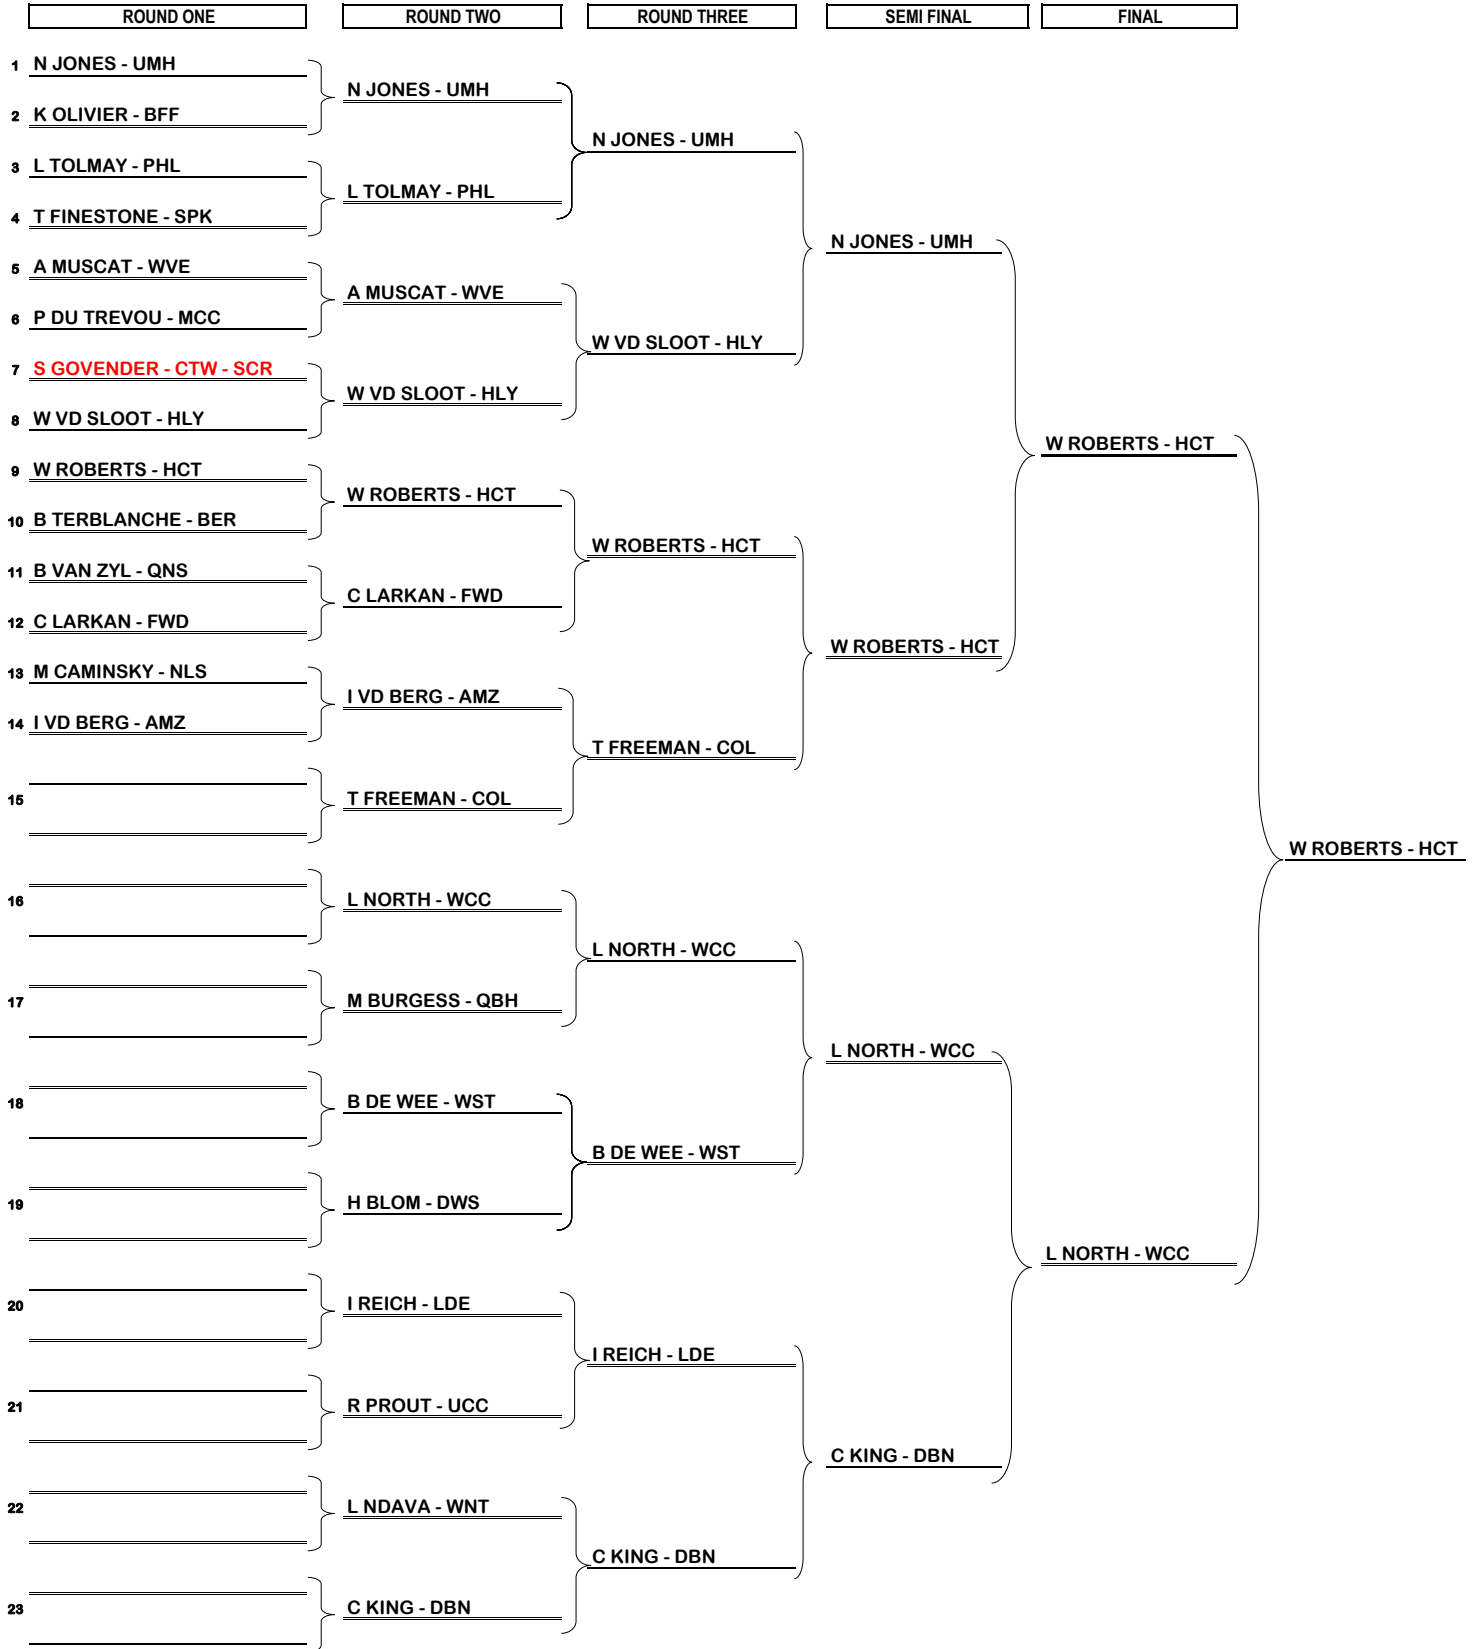 ROUND ONE ROUND TWO ROUND THREE SEMI FINAL FINAL
1 N JONES - UMH
N JONES - UMH
2 K OLIVIER - BFF
N JONES - UMH
3 L TOLMAY - PHL
L TOLMAY - PHL
4 T FINESTONE - SPK
N JONES - UMH
5 A MUSCAT - WVE
A MUSCAT - WVE
6 P DU TREVOU - MCC
W VD SLOOT - HLY
7 S GOVENDER - CTW - SCR
W VD SLOOT - HLY
8 W VD SLOOT - HLY
W ROBERTS - HCT
9 W ROBERTS - HCT
W ROBERTS - HCT
10 B TERBLANCHE - BER
W ROBERTS - HCT
11 B VAN ZYL - QNS
C LARKAN - FWD
12 C LARKAN - FWD
W ROBERTS - HCT
13 M CAMINSKY - NLS
I VD BERG - AMZ
14 I VD BERG - AMZ
T FREEMAN - COL
15 T FREEMAN - COL
W ROBERTS - HCT
16 L NORTH - WCC
L NORTH - WCC
17 M BURGESS - QBH
L NORTH - WCC
18 B DE WEE - WST
B DE WEE - WST
19 H BLOM - DWS
L NORTH - WCC
20 I REICH - LDE
I REICH - LDE
21 R PROUT - UCC
C KING - DBN
22 L NDAVA - WNT
C KING - DBN
23 C KING - DBN